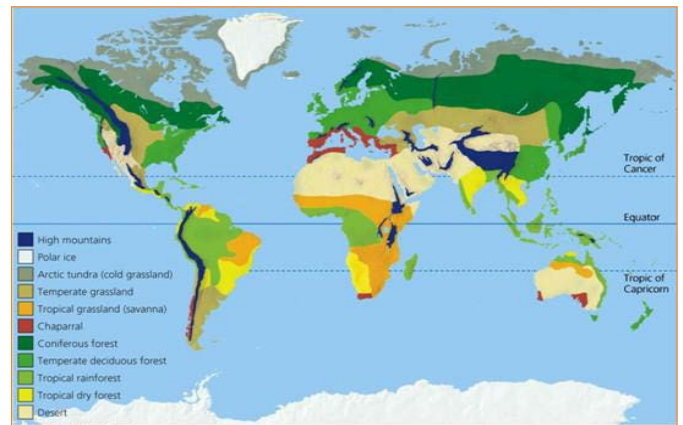 Tropic of
Cancer
Equator
Tropic of
Capricorn
High mountains
Polar ice
Arctic tundra (cold grassland)
Temperate grassland
Tropical grassland (savanna)
Chaparral
Coniferous forest
Temperate deciduous forest
Tropical rainforest
Tropical dry forest
Desert